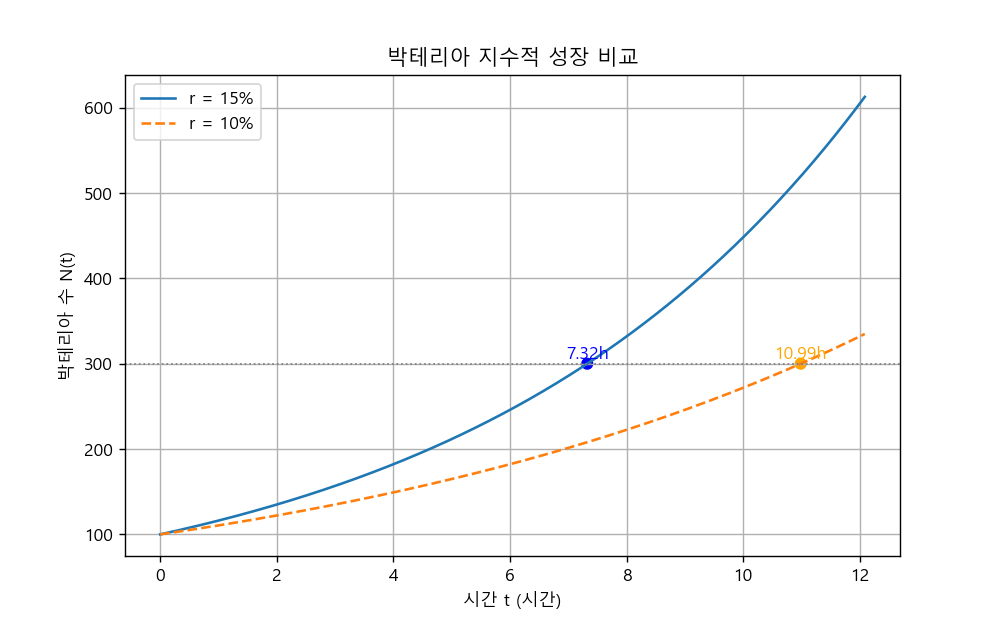 박테리아 지수적 성장 비교
r = 15%
r = 10%
박테리아 수 N(t)
600
500
400
300
200
100
7.32h
10.99h
0 2 4 6 8 10 12
시간 t (시간)